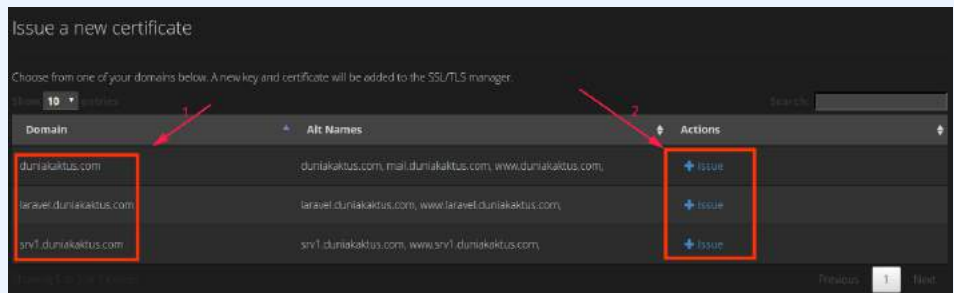 Issue a new certificate
Choose from one of your domains below. A new key and certificate will be added to the SSL/TLS manager.
Show 10 entries
Search:
1
2
Domain Alt Names Actions
duniakaktus.com duniakaktus.com, mail.duniakaktus.com, www.duniakaktus.com, + Issue
laravel.duniakaktus.com laravel.duniakaktus.com, www.laravel.duniakaktus.com, + Issue
srv1.duniakaktus.com srv1.duniakaktus.com, www.srv1.duniakaktus.com, + Issue
Previous 1 Next